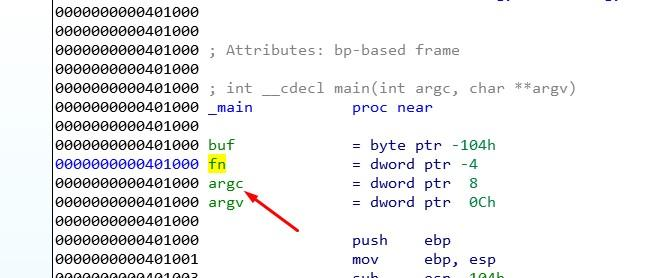 0000000000401000
0000000000401000
0000000000401000 ; Attributes: bp-based frame
0000000000401000
0000000000401000 ; int __cdecl main(int argc, char **argv)
0000000000401000 _main proc near
0000000000401000
0000000000401000 buf = byte ptr -104h
0000000000401000 fn = dword ptr -4
0000000000401000 argc = dword ptr 8
0000000000401000 argv = dword ptr 0Ch
0000000000401000
0000000000401000 push ebp
0000000000401001 mov ebp, esp